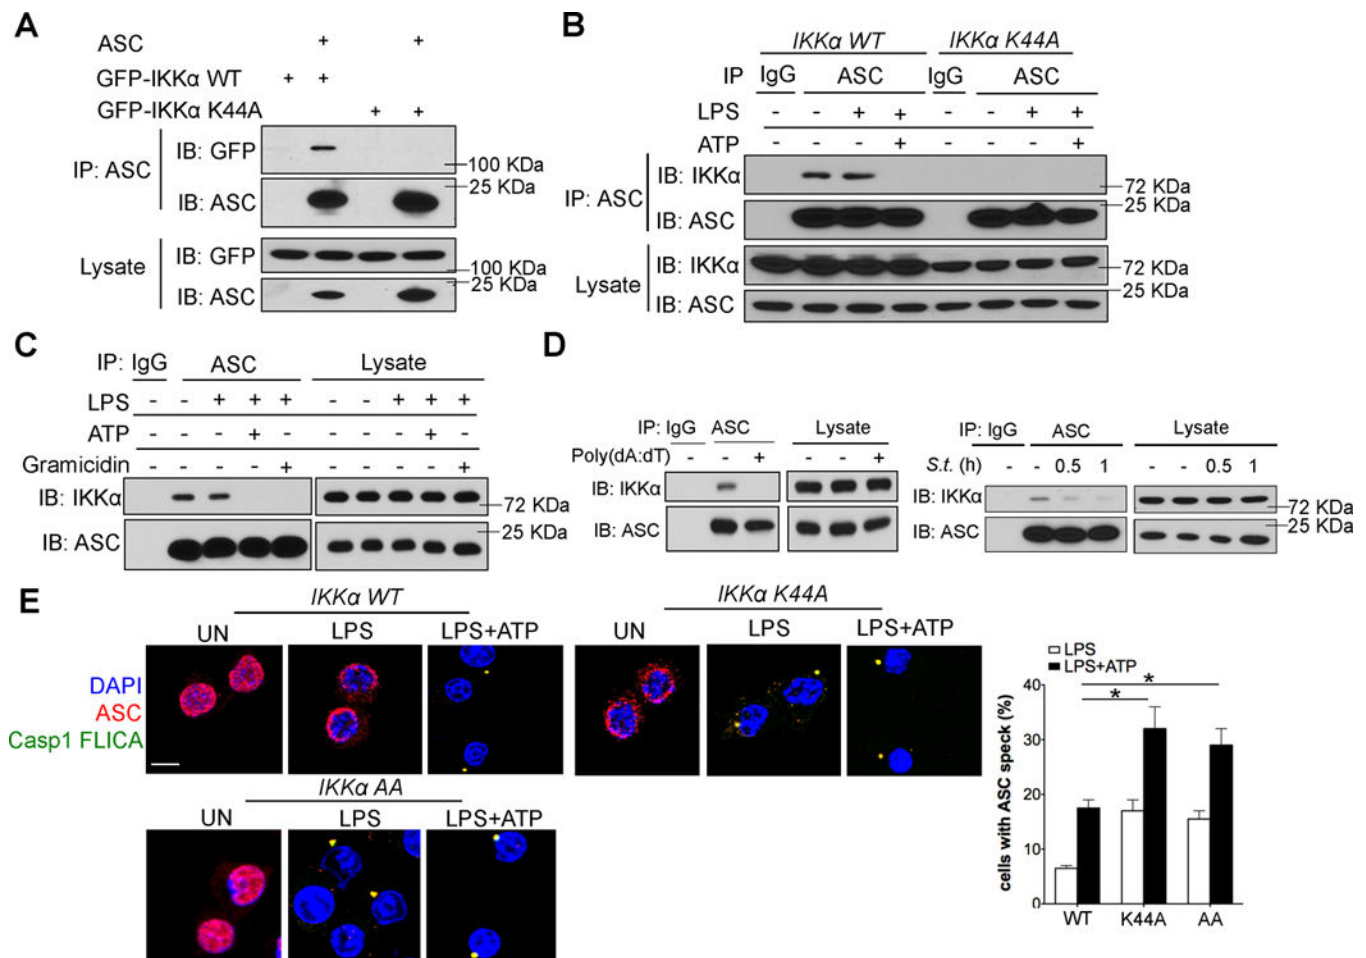 A
ASC + +
GFP-IKKα WT + +
GFP-IKKα K44A + +
IP: ASC
IB: GFP
100 KDa
25 KDa
IB: ASC
Lysate
IB: GFP
100 KDa
25 KDa
IB: ASC
B
IKKα WT IKKα K44A
IP IgG ASC IgG ASC
LPS - - + + - - + +
ATP - - - + - - - +
IP: ASC
IB: IKKα
72 KDa
25 KDa
IB: ASC
Lysate
IB: IKKα
72 KDa
25 KDa
IB: ASC
C
IP: IgG ASC Lysate
LPS - - + + + - - + + +
ATP - - - + - - - - + -
Gramicidin - - - - + - - - - +
IB: IKKα
72 KDa
25 KDa
IB: ASC
D
IP: IgG ASC Lysate
Poly(dA:dT) - - + - - +
IB: IKKα
IB: ASC
IP: IgG ASC Lysate
S.t. (h) - - 0.5 1 - - 0.5 1
IB: IKKα
72 KDa
25 KDa
IB: ASC
E
IKKα WT IKKα K44A
UN LPS LPS+ATP UN LPS LPS+ATP
DAPI
ASC
Casp1 FLICA
IKKα AA
UN LPS LPS+ATP
LPS
LPS+ATP
cells with ASC speck (%)
40
30
20
10
0
*
*
WT K44A AA